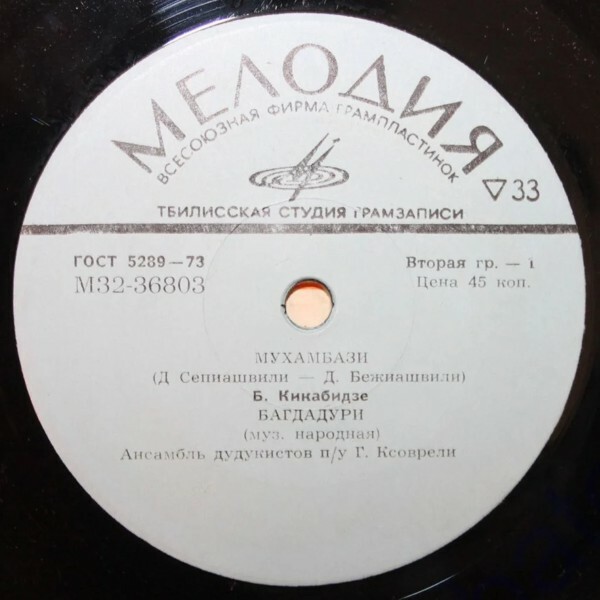 МЕЛОДИЯ
ВСЕСОЮЗНАЯ ФИРМА ГРАМПЛАСТИНОК
▽ 33
ТБИЛИССКАЯ СТУДИЯ ГРАМЗАПИСИ
ГОСТ 5289—73
Вторая гр. — 1
М32-36803
Цена 45 коп.
МУХАМБАЗИ
(Д Сепиашвили — Д. Бежиашвили)
Б. Кикабидзе
БАГДАДУРИ
(муз. народная)
Ансамбль дудукистов п/у Г. Ксоврели